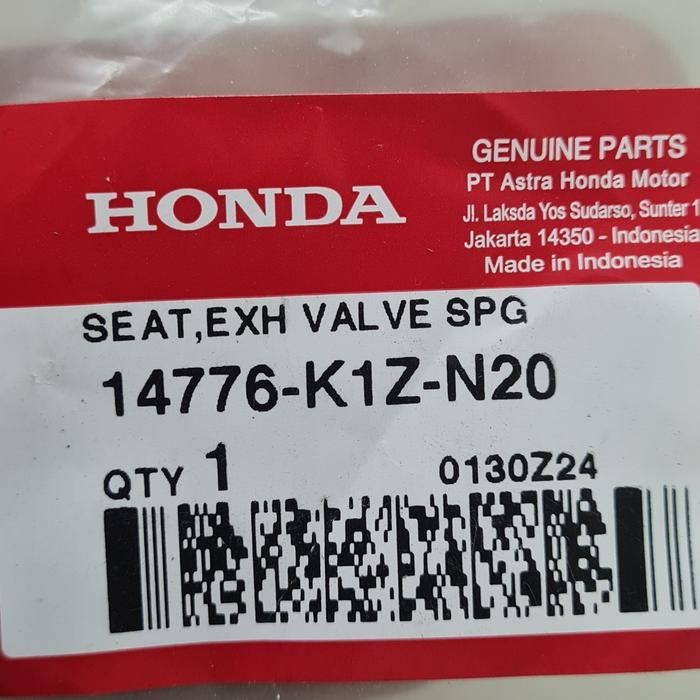 HONDA
GENUINE PARTS
PT Astra Honda Motor
Jl. Laksda Yos Sudarso, Sunter 1
Jakarta 14350 - Indonesia
Made in Indonesia
SEAT,EXH VALVE SPG
14776-K1Z-N20
QTY 1
0130Z24